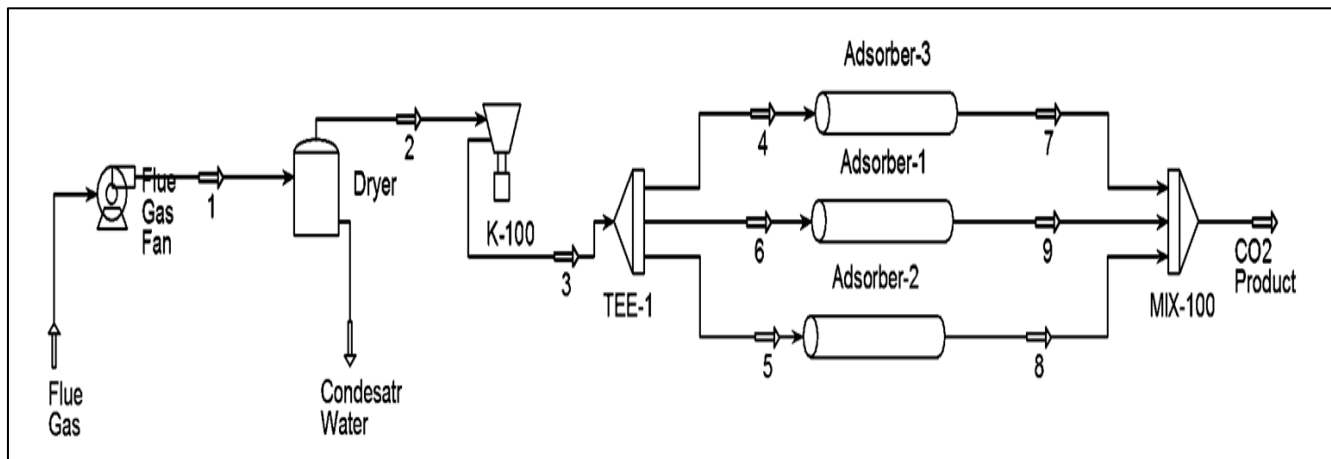 Adsorber-3
2
4
7
Adsorber-1
Flue
Gas
Fan
1
Dryer
K-100
3
6
9
Adsorber-2
TEE-1
MIX-100
CO2
Product
5
8
Flue
Gas
Condesatr
Water